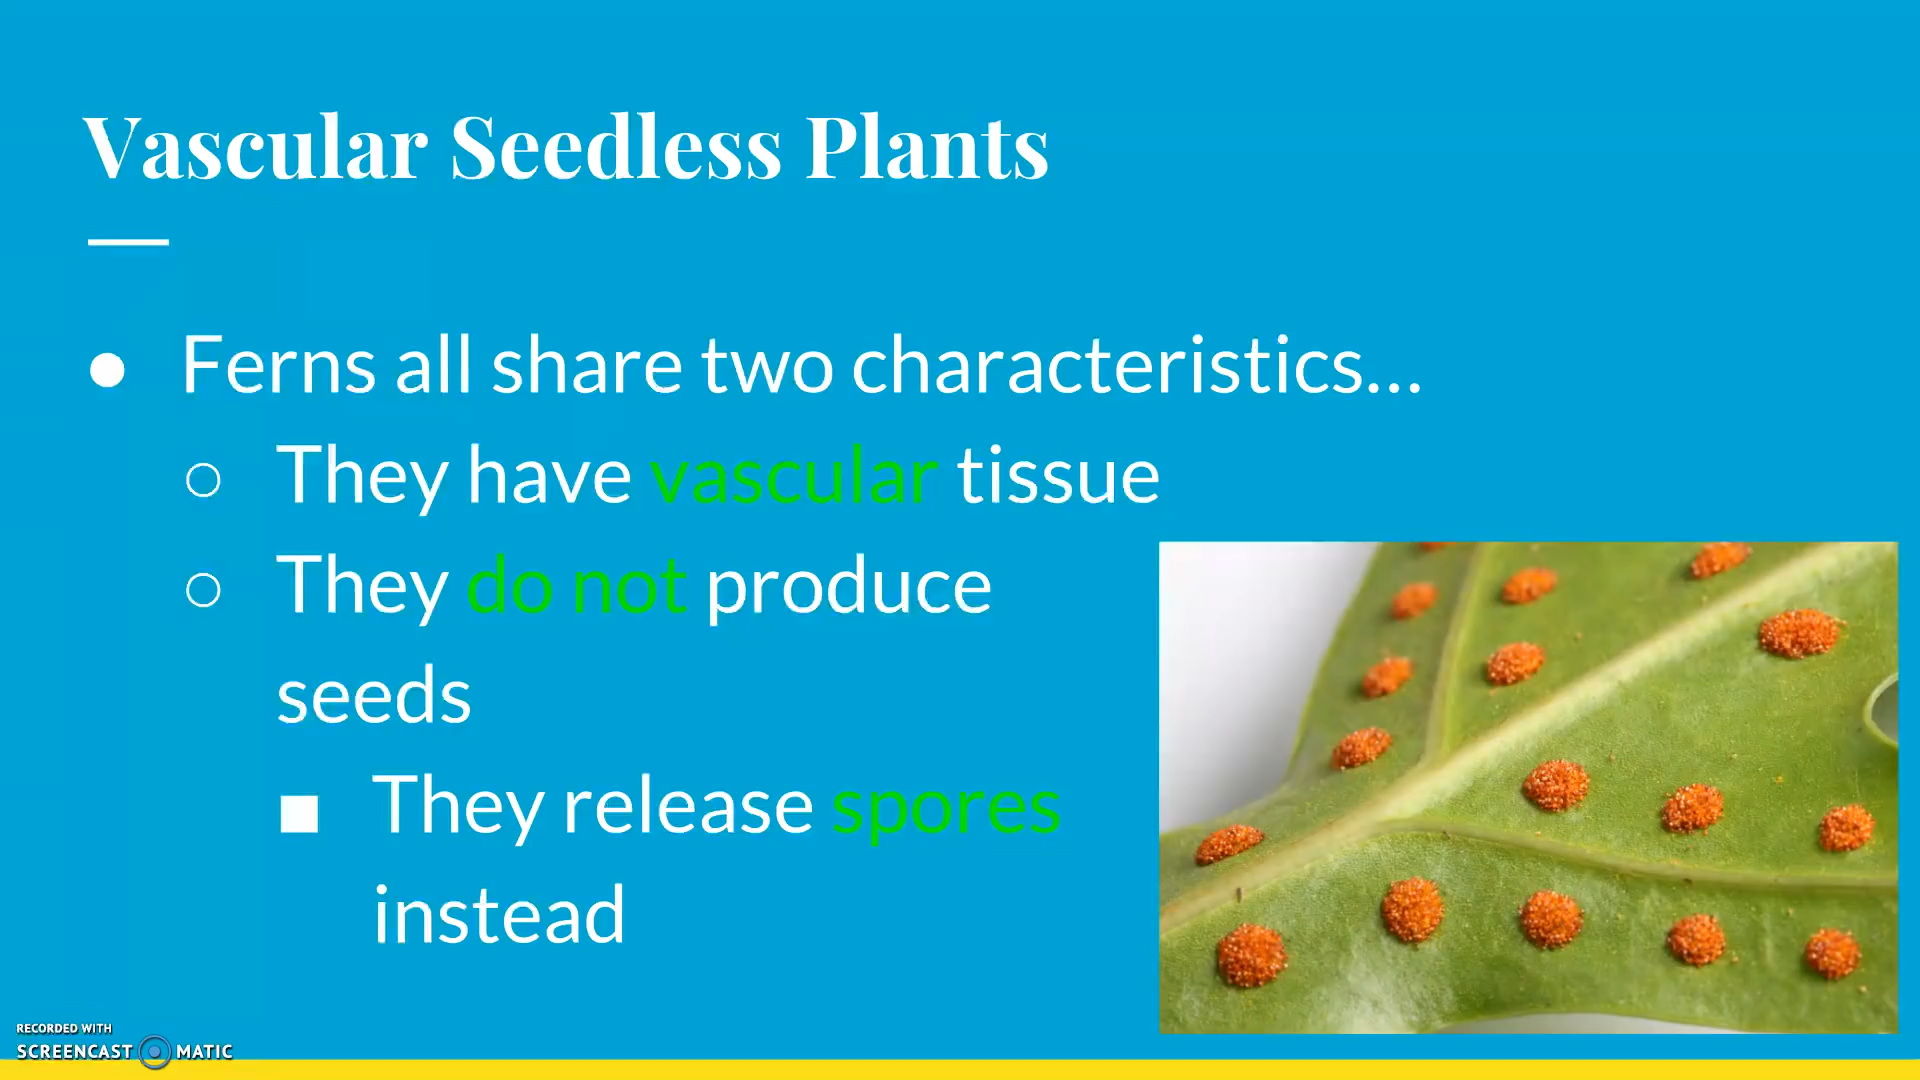 Vascular Seedless Plants
● Ferns all share two characteristics...
○ They have vascular tissue
○ They do not produce
seeds
■ They release spores
instead
RECORDED WITH
SCREENCAST MATIC